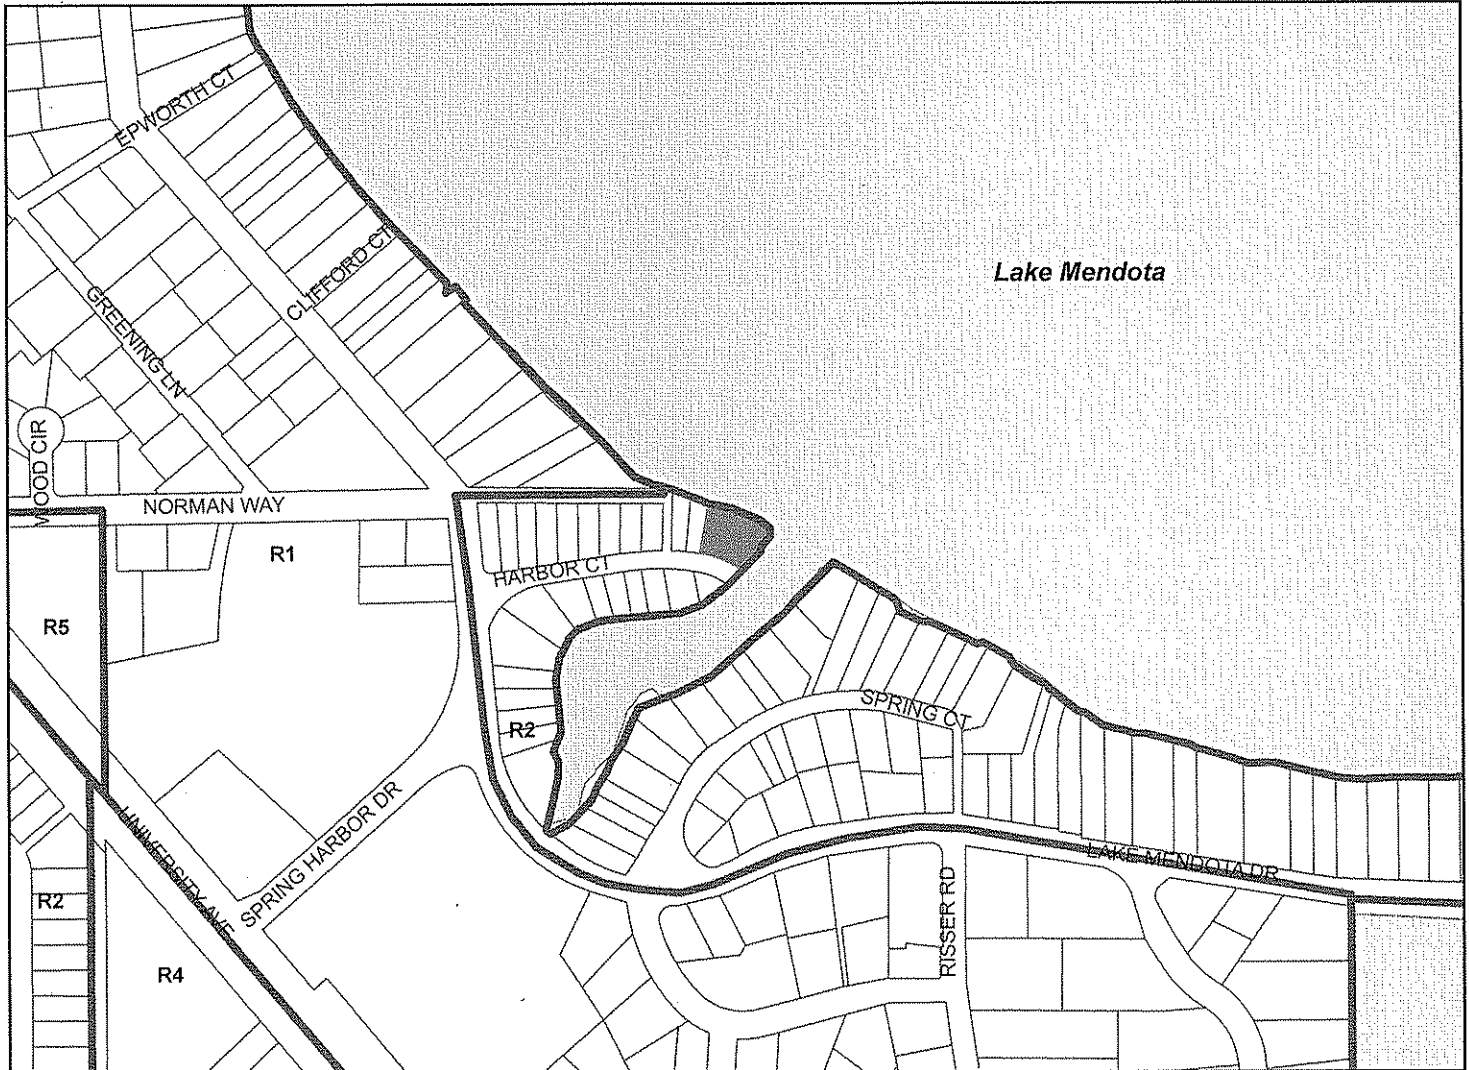 EPWORTH CT
CLIFFORD CT
Lake Mendota
GREENING LN
WOOD CIR
NORMAN WAY
R1
HARBOR CT
R5
SPRING CT
R2
SPRING HARBOR DR
UNIVERSITY AVE
LAKE MENDOTA DR
R2
RISSER RD
R4